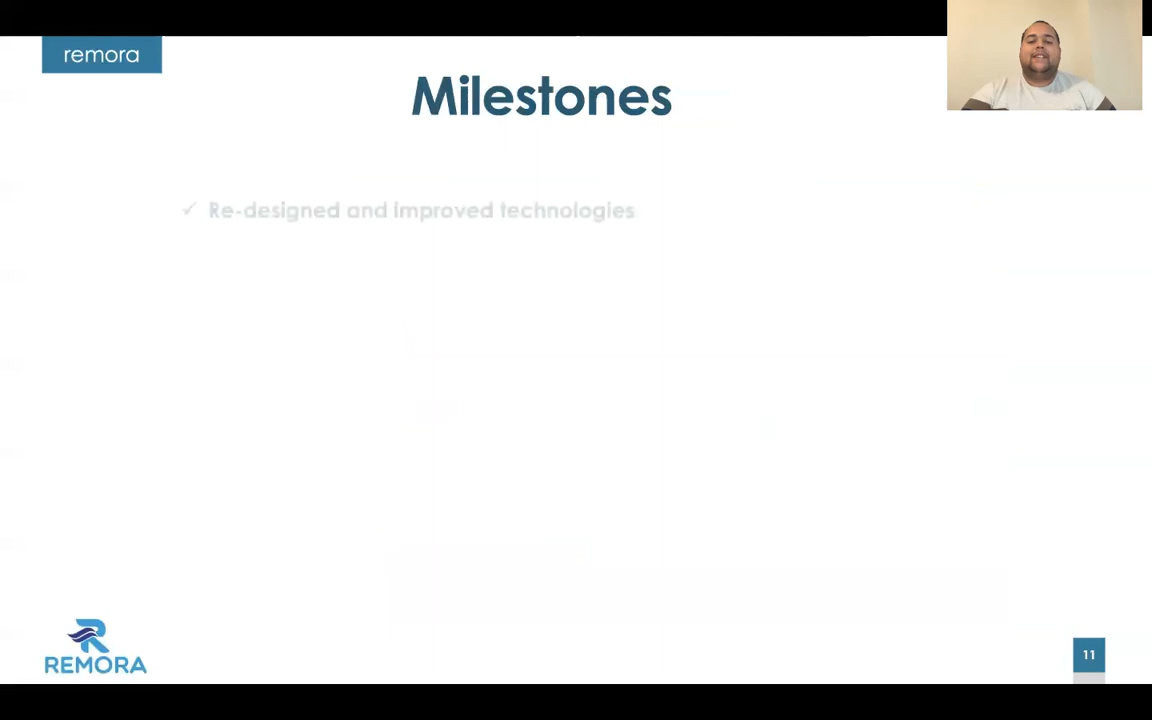 remora
Milestones
✓ Re-designed and improved technologies
REMORA
11